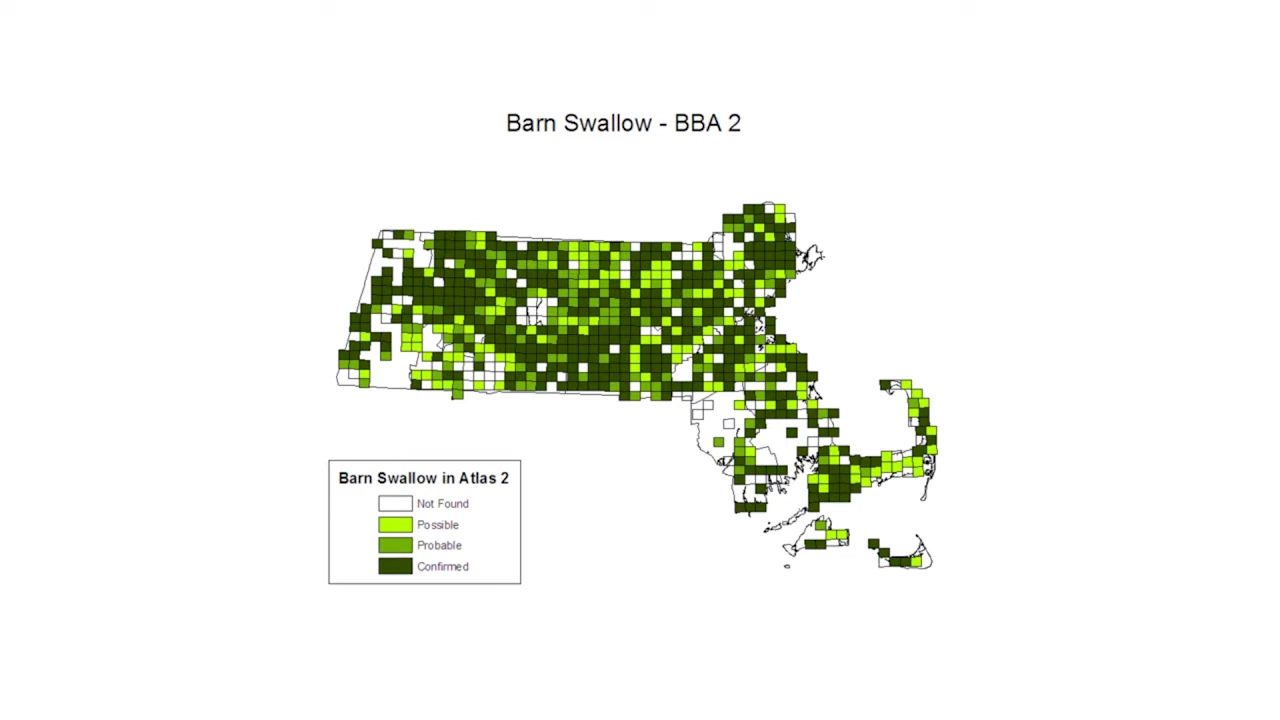 Barn Swallow - BBA 2
Barn Swallow in Atlas 2
Not Found
Possible
Probable
Confirmed